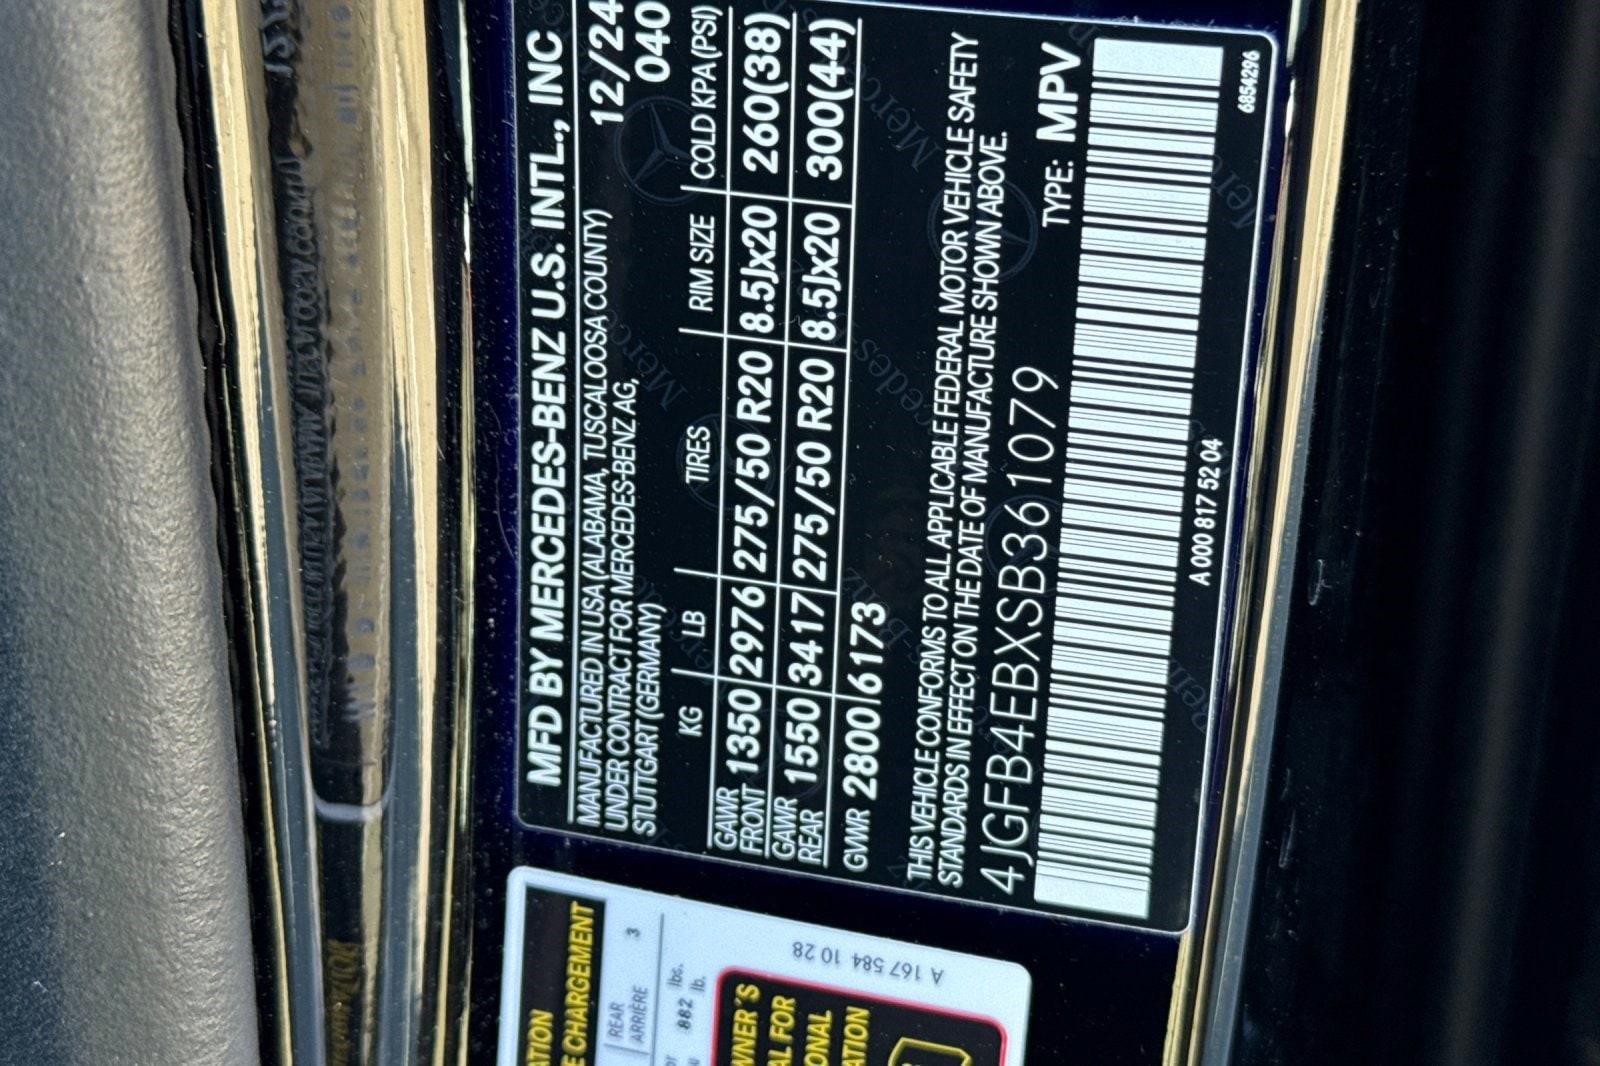 MFD BY MERCEDES-BENZ U.S. INTL., INC
12/24
MANUFACTURED IN USA (ALABAMA, TUSCALOOSA COUNTY)
040
UNDER CONTRACT FOR MERCEDES-BENZ AG,
STUTTGART (GERMANY)
KG LB TIRES RIM SIZE COLD KPA(PSI)
GAWR FRONT 1350 2976 275/50 R20 8.5Jx20 260(38)
GAWR REAR 1550 3417 275/50 R20 8.5Jx20 300(44)
GVWR 2800 6173
THIS VEHICLE CONFORMS TO ALL APPLICABLE FEDERAL MOTOR VEHICLE SAFETY
STANDARDS IN EFFECT ON THE DATE OF MANUFACTURE SHOWN ABOVE.
4JGFB4EBXSB361079 TYPE: MPV
A 000 817 52 04
6854296
E CHARGEMENT
REAR
ARRIÈRE 3
882 lbs.
lb.
A 167 584 10 28